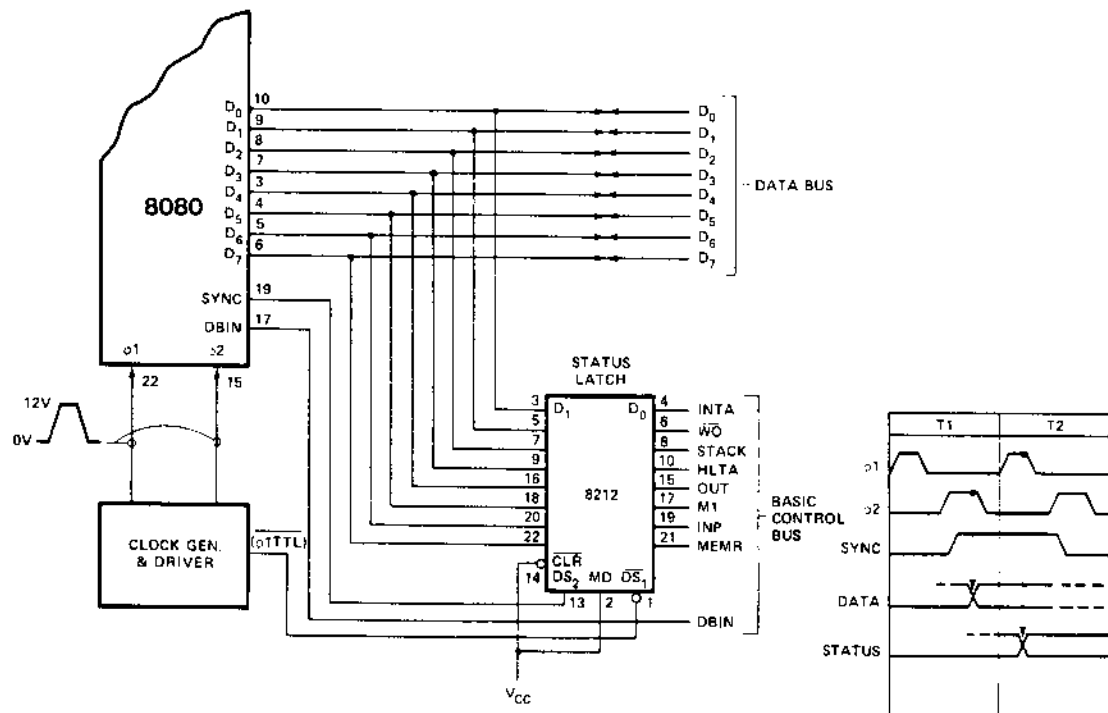 10
D0
D0
9
D1
D1
8
D2
D2
7
D3
D3
3
D4
D4
4
D5
D5
5
D6
D6
6
D7
D7
8080
DATA BUS
SYNC
19
DBIN
17
φ1
φ2
22
15
12V
0V
CLOCK GEN.
& DRIVER
(φ1TTL)
STATUS
LATCH
3
DI
D0
4
INTA
5
6
WO
7
8
STACK
9
10
HLTA
16
15
OUT
18
8212
17
M1
20
19
INP
22
21
MEMR
CLR
14
DS2
MD
DS1
13
2
1
DBIN
VCC
BASIC
CONTROL
BUS
T1
T2
φ1
φ2
SYNC
DATA
STATUS